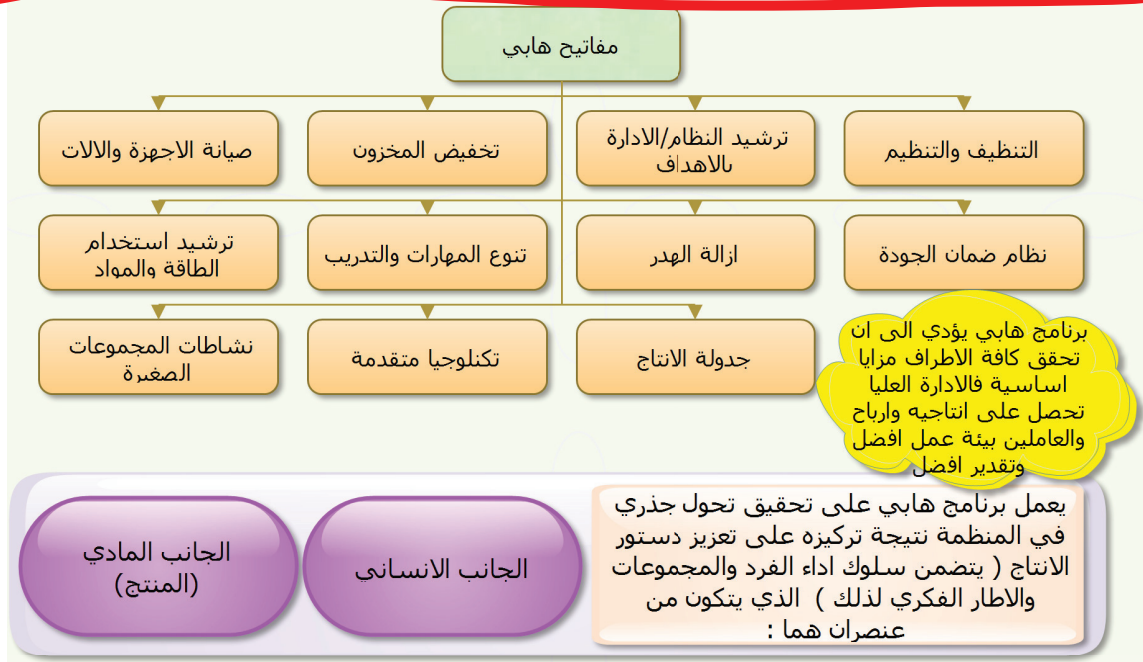 مفاتيح هابي
التنظيف والتنظيم
ترشيد النظام/الادارة
بالاهداف
تخفيض المخزون
صيانة الاجهزة والالات
نظام ضمان الجودة
ازالة الهدر
تنوع المهارات والتدريب
ترشيد استخدام
الطاقة والمواد
جدولة الانتاج
تكنلوجيا متقدمة
نشاطات المجموعات
الصغيرة
برنامج هابي يؤدي الى ان
تحقق كافة الاطراف مزايا
اساسية فالادارة العليا
تحصل على انتاجيه وارباح
والعاملين بيئة عمل افضل
وتقدير افضل
يعمل برنامج هابي على تحقيق تحول جذري
في المنظمة نتيجة تركيزه على تعزيز دستور
الانتاج ( يتضمن سلوك اداء الفرد والمجموعات
والاطار الفكري لذلك ) الذي يتكون من
عنصران هما :
الجانب الانساني
الجانب المادي
(المنتج)